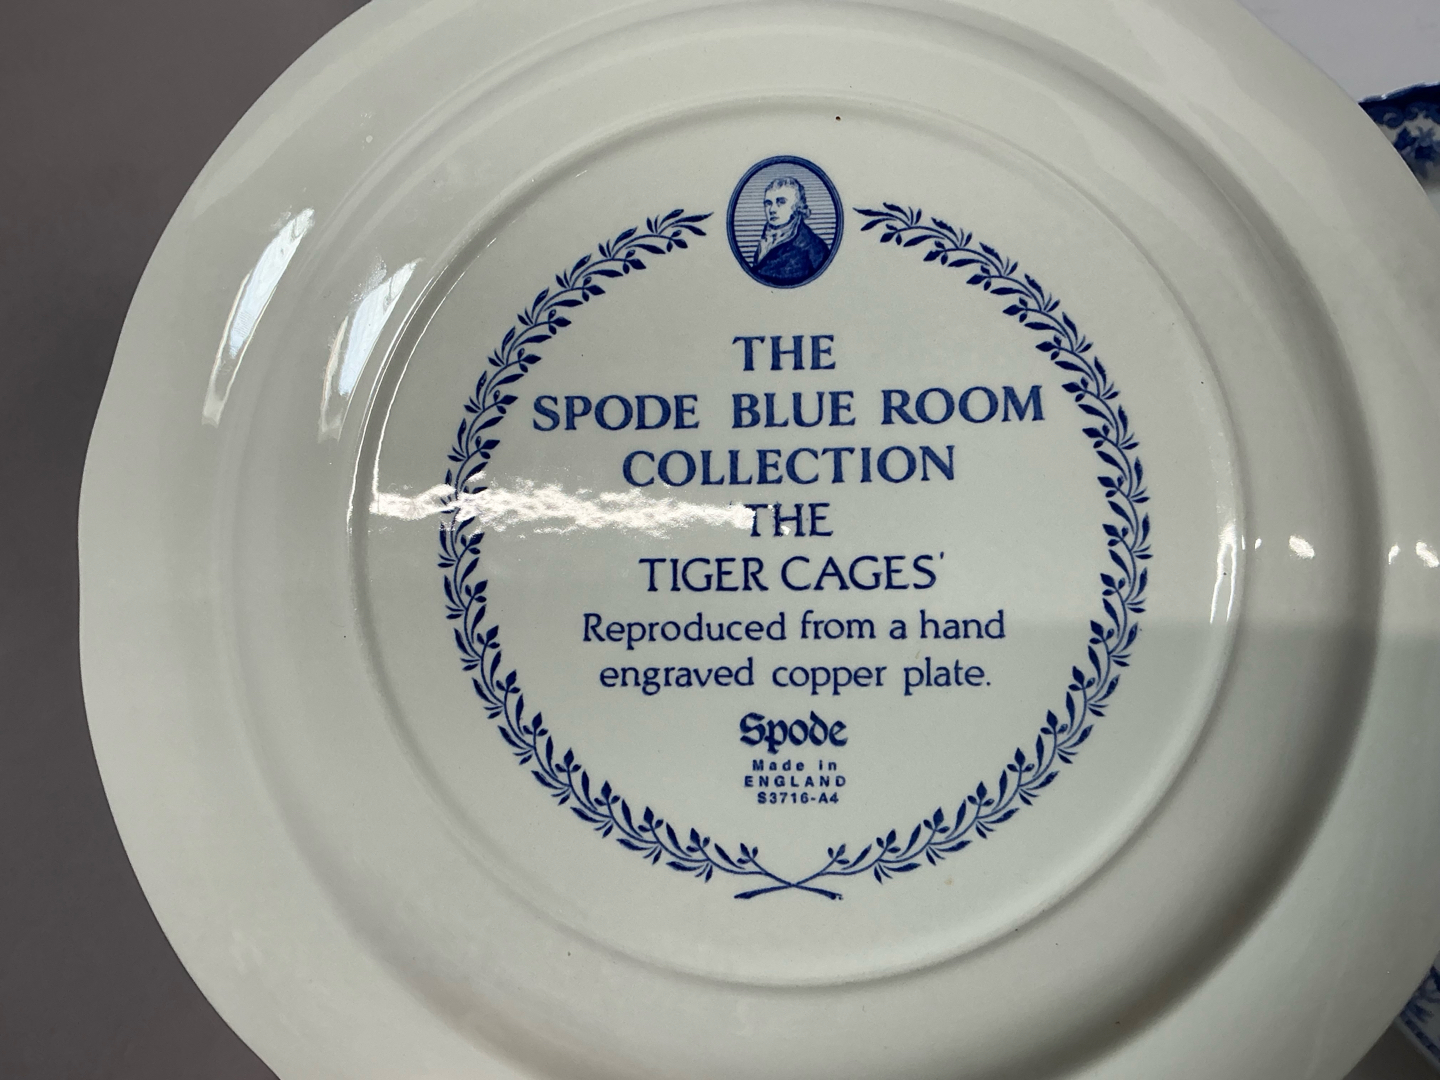 THE
SPODE BLUE ROOM
COLLECTION
THE
TIGER CAGES'
Reproduced from a hand
engraved copper plate.
Spode
Made in
ENGLAND
S3716-A4